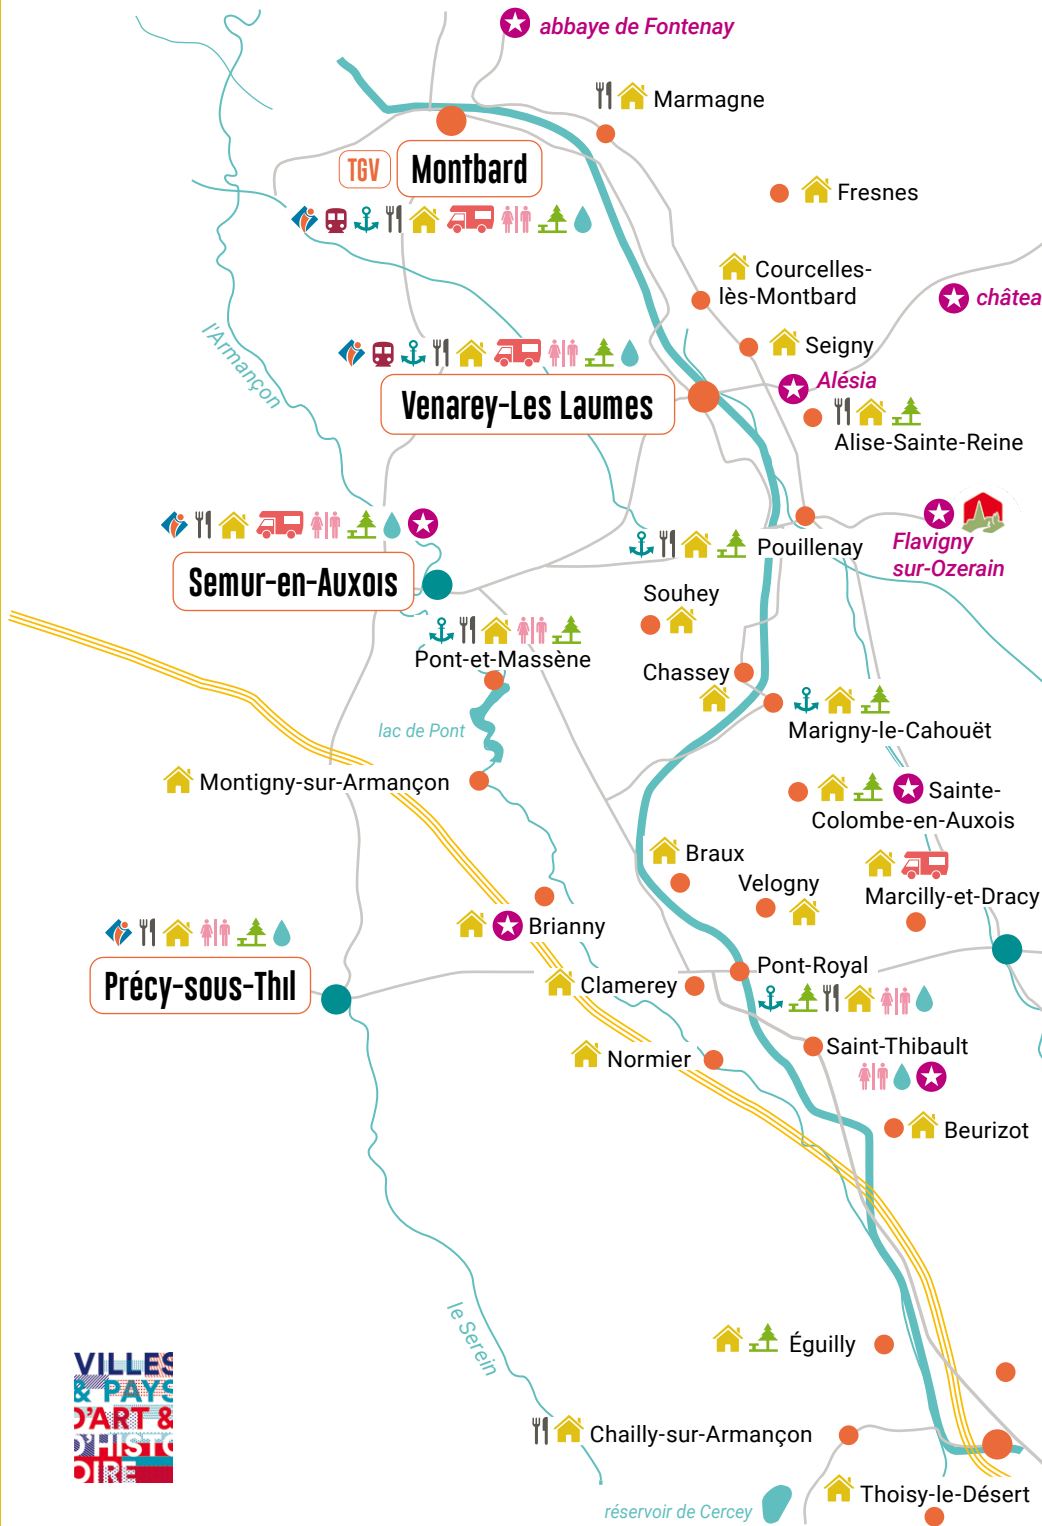 abbaye de Fontenay
Marmagne
TGV
Montbard
Fresnes
Courcelles-
lès-Montbard
châtea
Seigny
l'Armançon
Alésia
Venarey-Les Laumes
Alise-Sainte-Reine
Pouillenay
Flavigny
sur-Ozerain
Semur-en-Auxois
Souhey
Pont-et-Massène
Chassey
lac de Pont
Marigny-le-Cahouët
Montigny-sur-Armançon
Sainte-
Colombe-en-Auxois
Braux
Velogny
Marcilly-et-Dracy
Brianny
Précy-sous-Thil
Pont-Royal
Clamerey
Saint-Thibault
Normier
Beurizot
le Serein
Éguilly
VILLES
& PAYS
D'ART &
D'HISTO
OIRE
Chailly-sur-Armançon
Thoisy-le-Désert
réservoir de Cercey